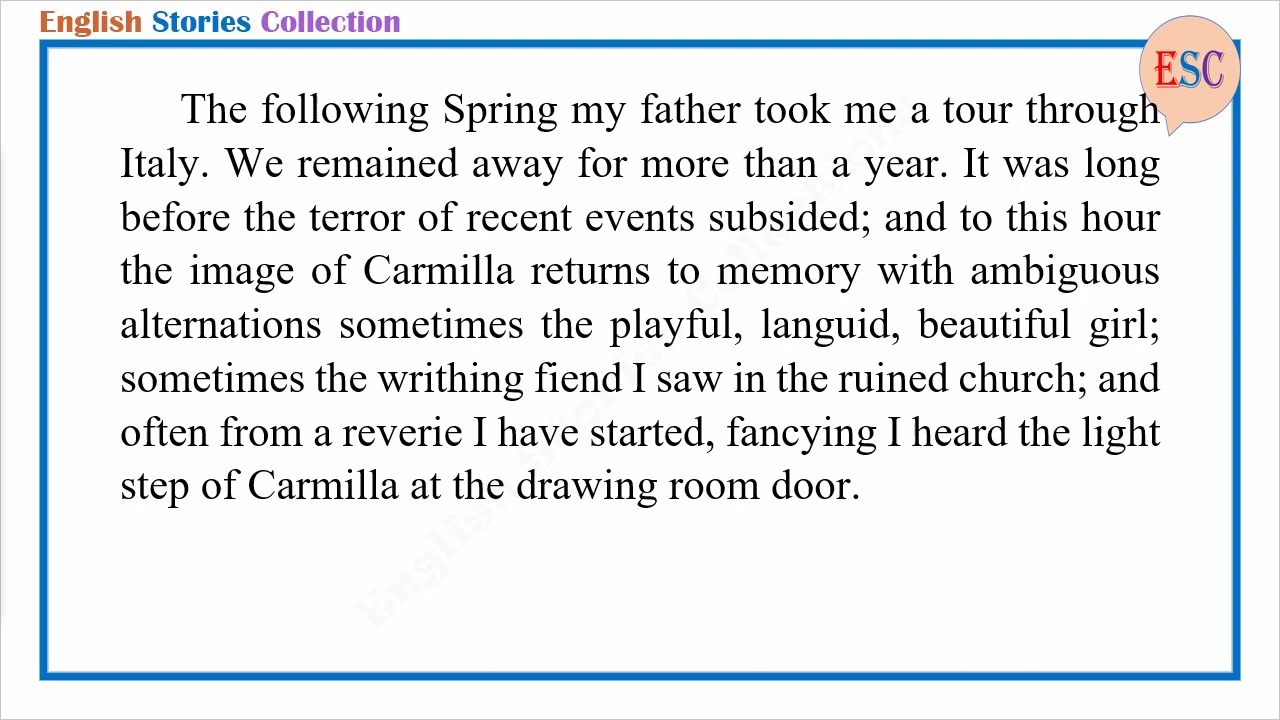 English Stories Collection
ESC
The following Spring my father took me a tour through
Italy. We remained away for more than a year. It was long
before the terror of recent events subsided; and to this hour
the image of Carmilla returns to memory with ambiguous
alternations sometimes the playful, languid, beautiful girl;
sometimes the writhing fiend I saw in the ruined church; and
often from a reverie I have started, fancying I heard the light
step of Carmilla at the drawing room door.